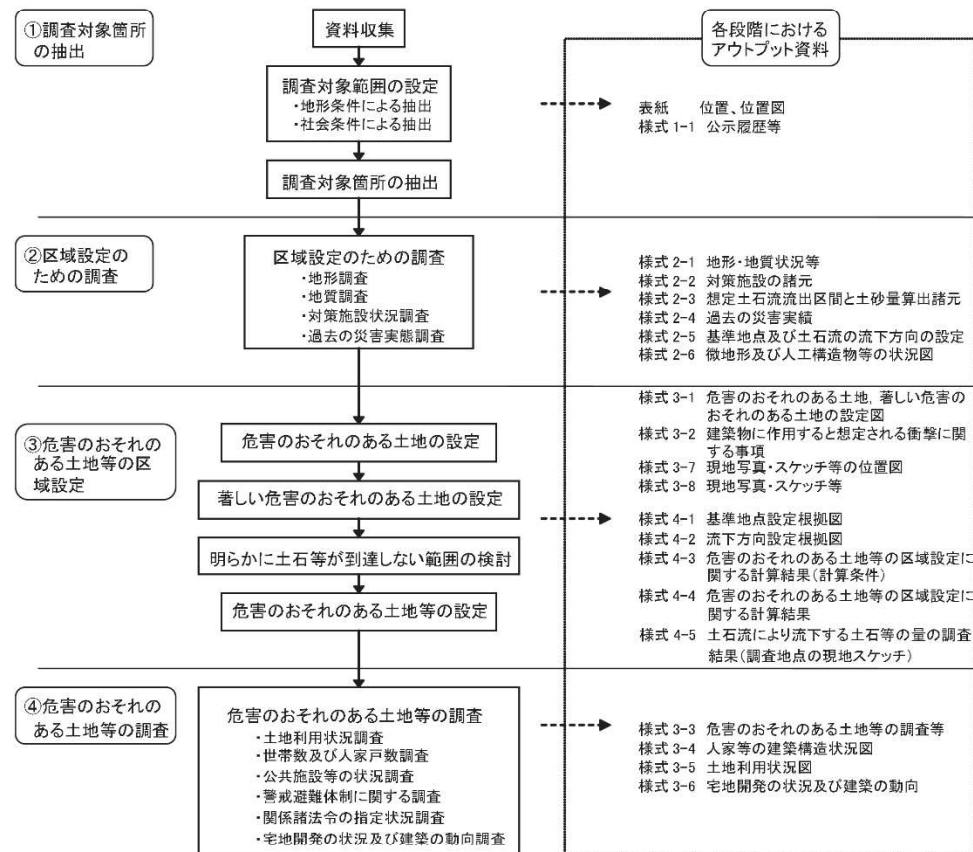 ①調査対象箇所
の抽出
資料収集
調査対象範囲の設定
・地形条件による抽出
・社会条件による抽出
調査対象箇所の抽出
各段階における
アウトプット資料
表紙 位置、位置図
様式 1-1 公示履歴等
②区域設定の
ための調査
区域設定のための調査
・地形調査
・地質調査
・対策施設状況調査
・過去の災害実態調査
様式 2-1 地形・地質状況等
様式 2-2 対策施設の諸元
様式 2-3 想定土石流流出区間と土砂量算出諸元
様式 2-4 過去の災害実績
様式 2-5 基準地点及び土石流の流下方向の設定
様式 2-6 微地形及び人工構造物等の状況図
③危害のおそれの
ある土地等の区
域設定
危害のおそれのある土地の設定
著しい危害のおそれのある土地の設定
明らかに土石等が到達しない範囲の検討
危害のおそれのある土地等の設定
様式 3-1 危害のおそれのある土地, 著しい危害の
おそれのある土地の設定図
様式 3-2 建築物に作用すると想定される衝撃に関
する事項
様式 3-7 現地写真・スケッチ等の位置図
様式 3-8 現地写真・スケッチ等
様式 4-1 基準地点設定根拠図
様式 4-2 流下方向設定根拠図
様式 4-3 危害のおそれのある土地等の区域設定に
関する計算結果(計算条件)
様式 4-4 危害のおそれのある土地等の区域設定に
関する計算結果
様式 4-5 土石流により流下する土石等の量の調査
結果(調査地点の現地スケッチ)
④危害のおそれの
ある土地等の調査
危害のおそれのある土地等の調査
・土地利用状況調査
・世帯数及び人家戸数調査
・公共施設等の状況調査
・警戒避難体制に関する調査
・関係諸法令の指定状況調査
・宅地開発の状況及び建築の動向調査
様式 3-3 危害のおそれのある土地等の調査等
様式 3-4 人家等の建築構造状況図
様式 3-5 土地利用状況図
様式 3-6 宅地開発の状況及び建築の動向